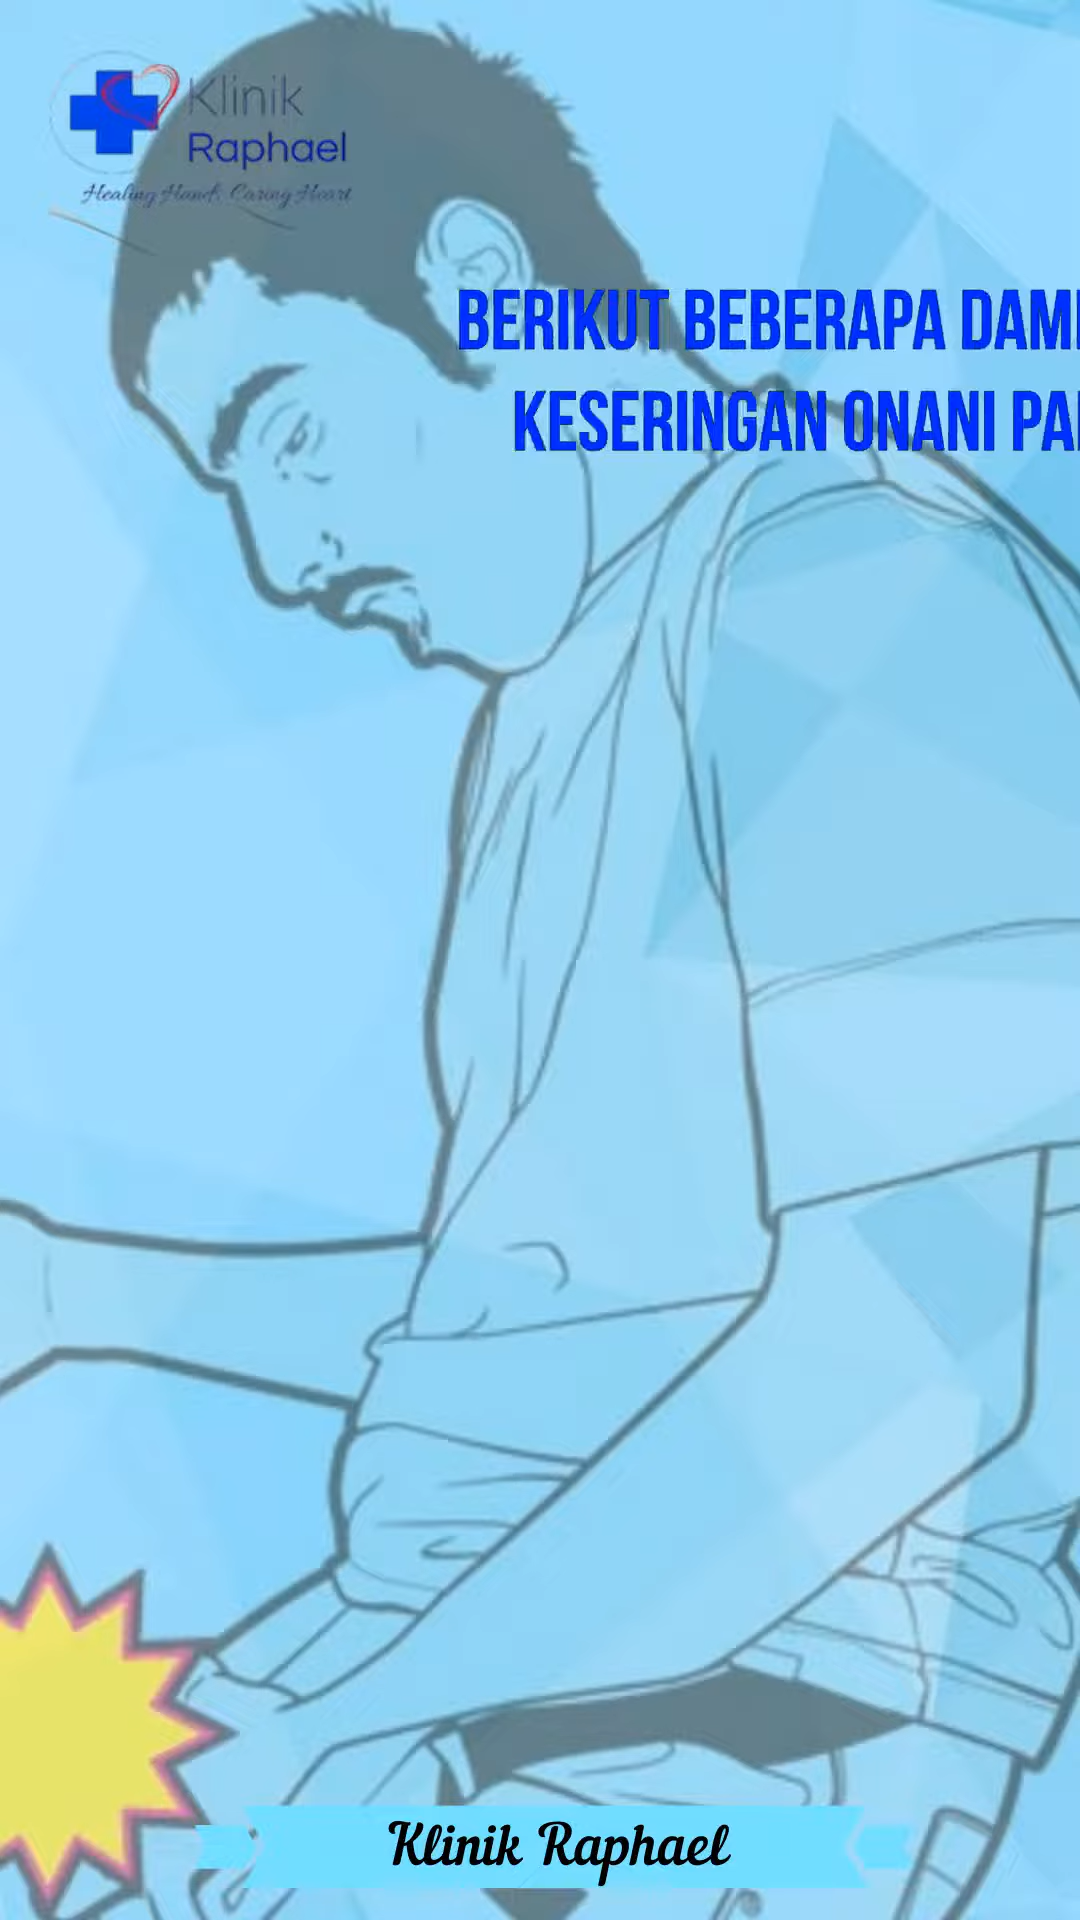 Klinik
Raphael
Healing Hand, Caring Heart
BERIKUT BEBERAPA DAM
KESERINGAN ONANI PA
Klinik Raphael